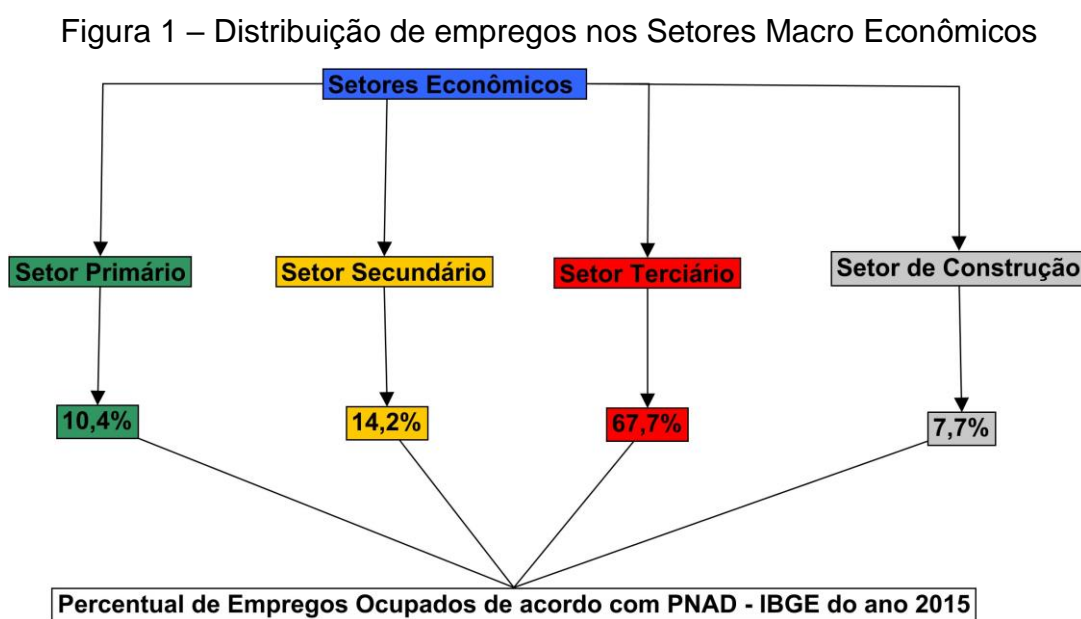 Figura 1 – Distribuição de empregos nos Setores Macro Econômicos
Setores Econômicos
Setor Primário
Setor Secundário
Setor Terciário
Setor de Construção
10,4%
14,2%
67,7%
7,7%
Percentual de Empregos Ocupados de acordo com PNAD - IBGE do ano 2015